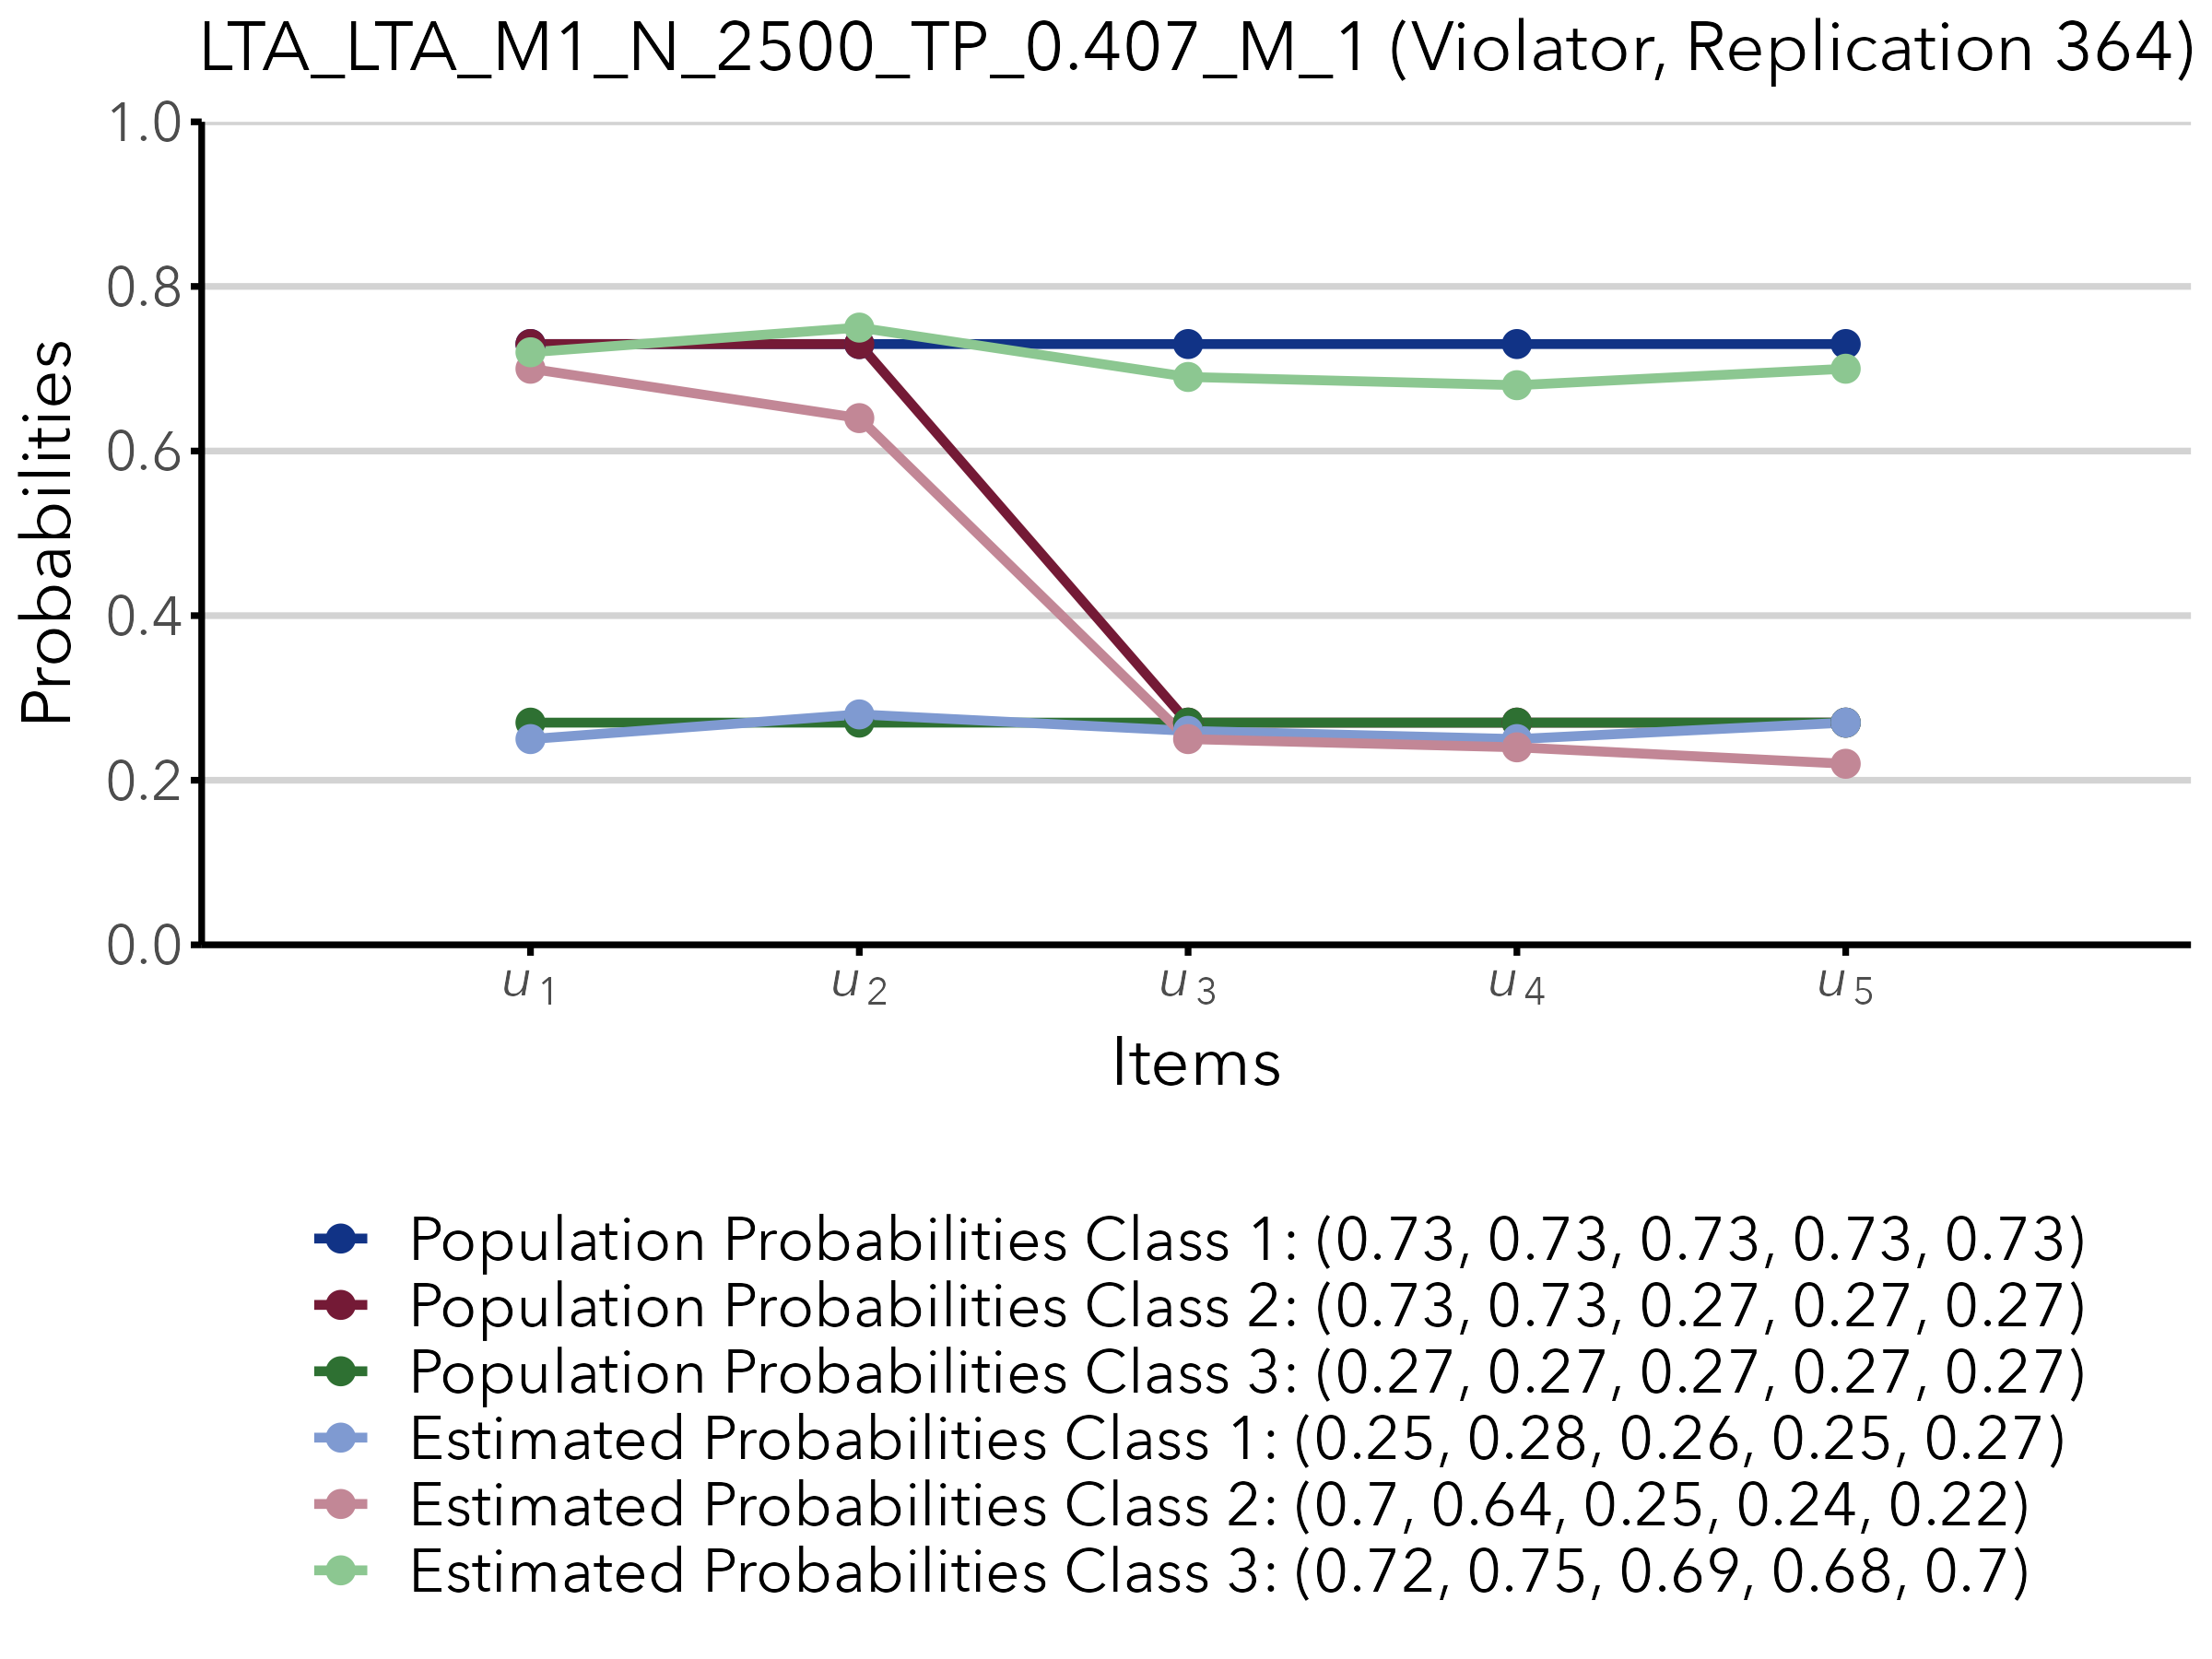 LTA_LTA_M1_N_2500_TP_0.407_M_1 (Violator, Replication 364)
1.0
0.8
0.6
0.4
0.2
0.0
Probabilities
u1 u2 u3 u4 u5
Items
Population Probabilities Class 1: (0.73, 0.73, 0.73, 0.73, 0.73)
Population Probabilities Class 2: (0.73, 0.73, 0.27, 0.27, 0.27)
Population Probabilities Class 3: (0.27, 0.27, 0.27, 0.27, 0.27)
Estimated Probabilities Class 1: (0.25, 0.28, 0.26, 0.25, 0.27)
Estimated Probabilities Class 2: (0.7, 0.64, 0.25, 0.24, 0.22)
Estimated Probabilities Class 3: (0.72, 0.75, 0.69, 0.68, 0.7)